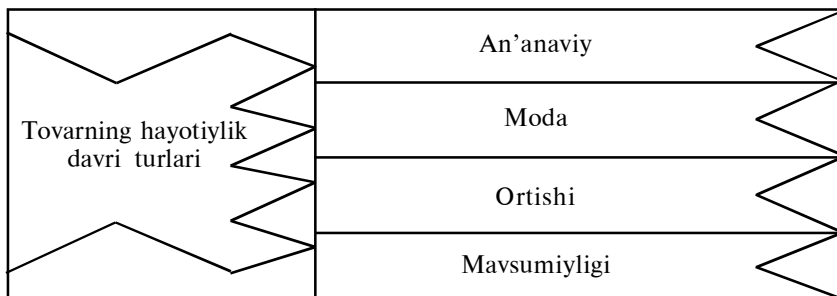 Tovarning hayotiylik
davri turlari
An’anaviy
Moda
Ortishi
Mavsumiyligi